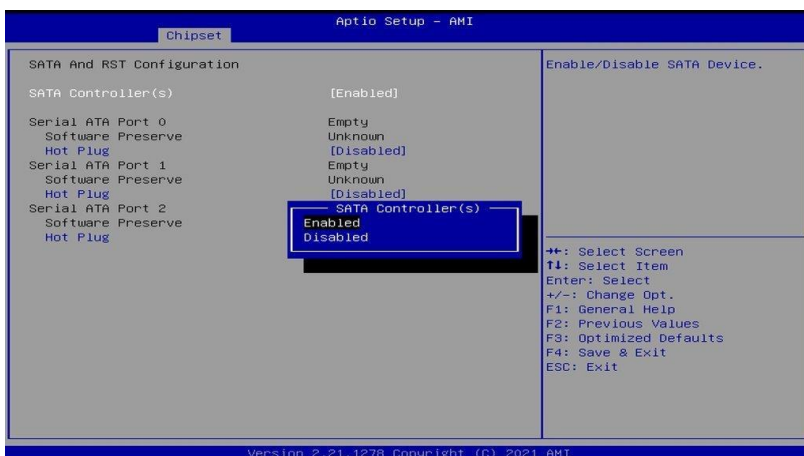 Aptio Setup – AMI
Chipset
SATA And RST Configuration
SATA Controller(s) [Enabled]
Serial ATA Port 0 Empty
Software Preserve Unknown
Hot Plug [Disabled]
Serial ATA Port 1 Empty
Software Preserve Unknown
Hot Plug [Disabled]
Serial ATA Port 2
Software Preserve
Hot Plug
SATA Controller(s)
Enabled
Disabled
Enable/Disable SATA Device.
→←: Select Screen
↑↓: Select Item
Enter: Select
+/-: Change Opt.
F1: General Help
F2: Previous Values
F3: Optimized Defaults
F4: Save & Exit
ESC: Exit
Version 2.21.1278 Copyright (C) 2021 AMI